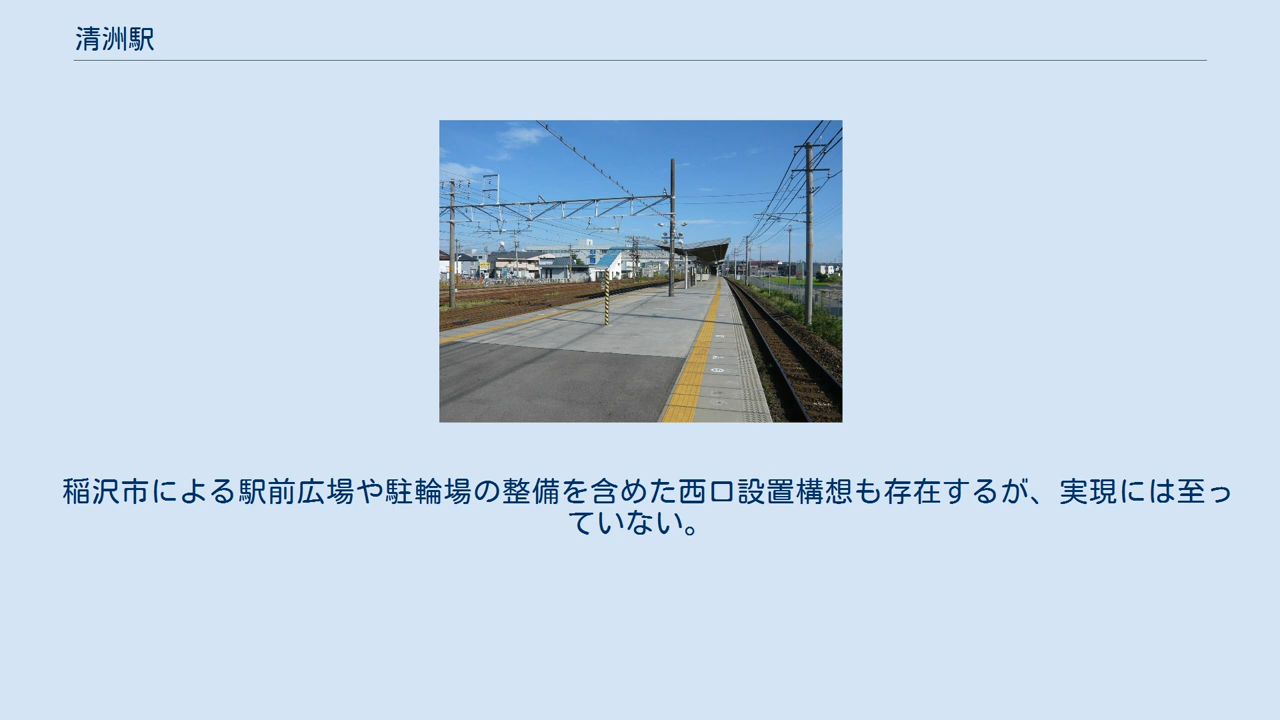 清洲駅
稲沢市による駅前広場や駐輪場の整備を含めた西口設置構想も存在するが、実現には至っ
ていない。